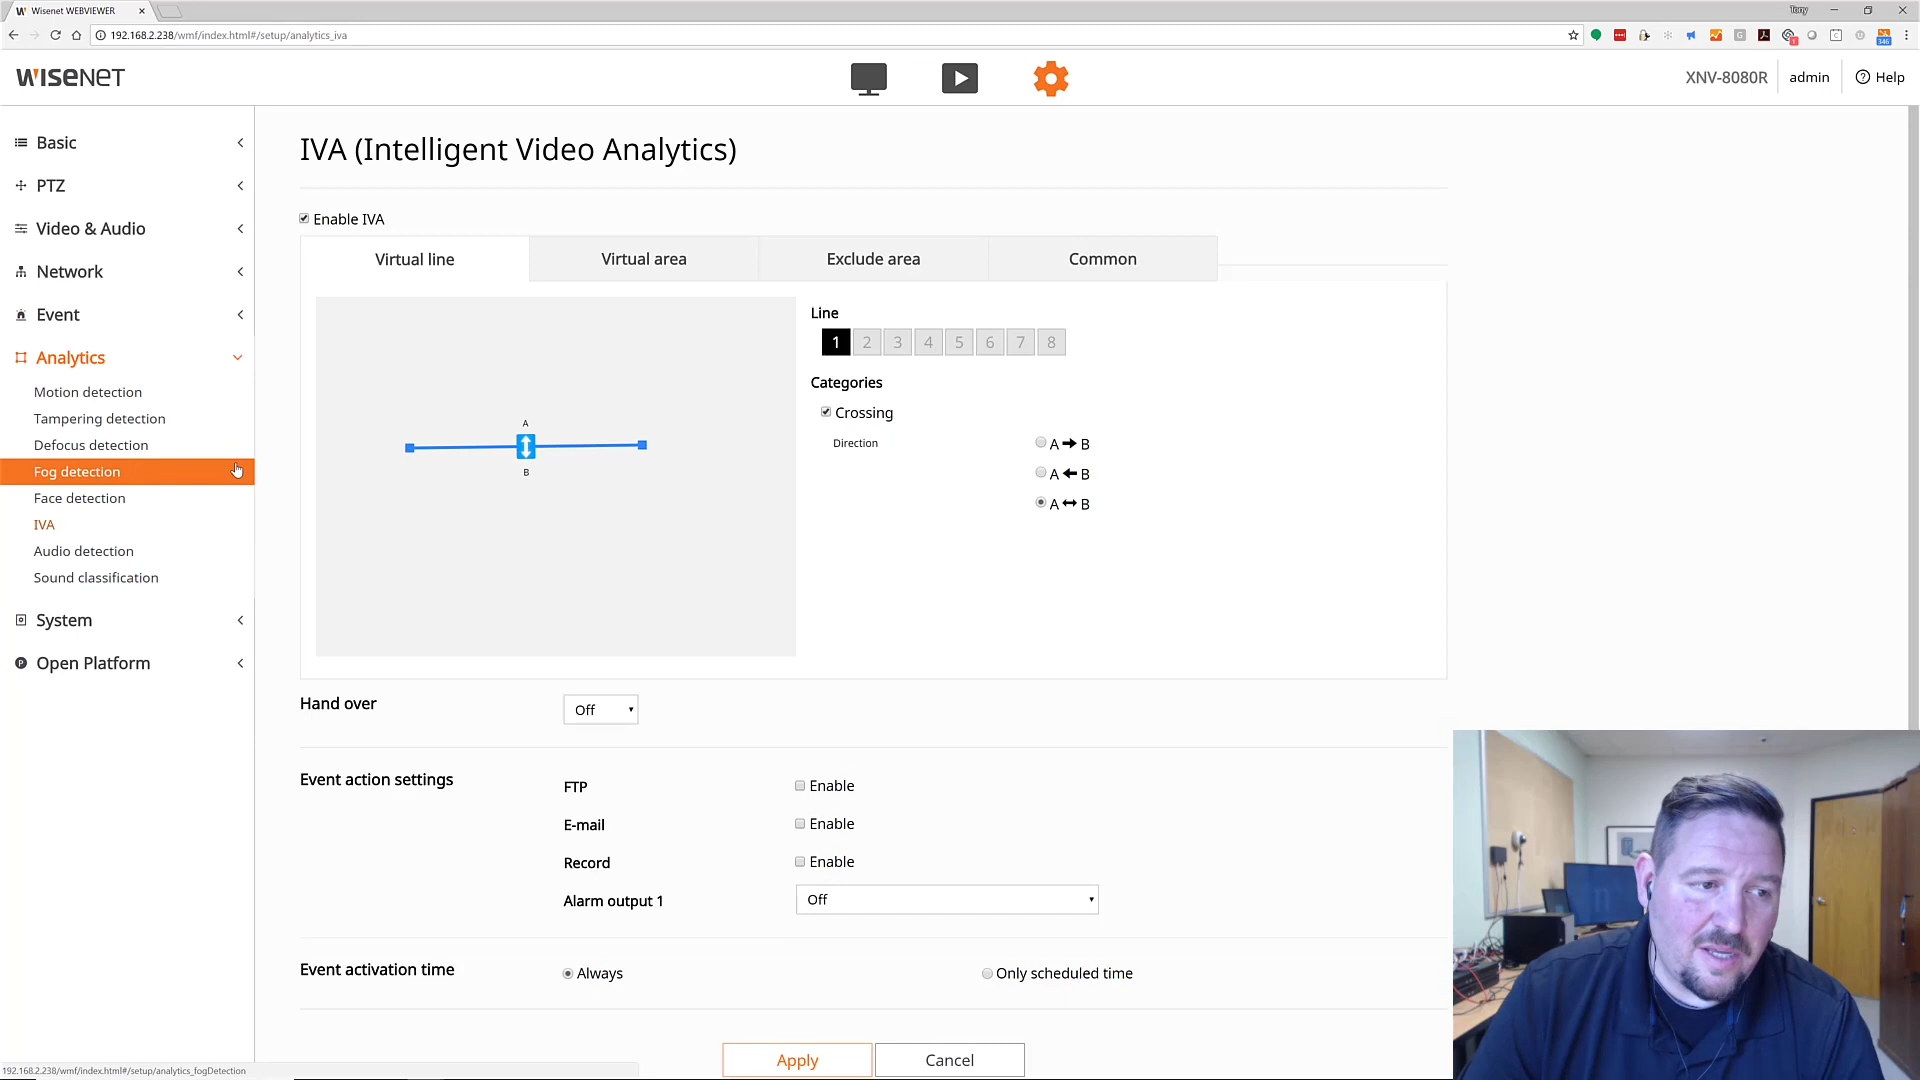 Wisenet WEBVIEWER
Tony
192.168.2.238/wmf/index.html#/setup/analytics_iva
346
WISENET
XNV-8080R
admin
Help
Basic
PTZ
Video & Audio
Network
Event
Analytics
Motion detection
Tampering detection
Defocus detection
Fog detection
Face detection
IVA
Audio detection
Sound classification
System
Open Platform
IVA (Intelligent Video Analytics)
Enable IVA
Virtual line
Virtual area
Exclude area
Common
A
B
Line
1 2 3 4 5 6 7 8
Categories
Crossing
Direction
A ➡ B
A ⬅ B
A ↔ B
Hand over
Off
Event action settings
FTP
Enable
E-mail
Enable
Record
Enable
Alarm output 1
Off
Event activation time
Always
Only scheduled time
Apply
Cancel
192.168.2.238/wmf/index.html#/setup/analytics_fogDetection